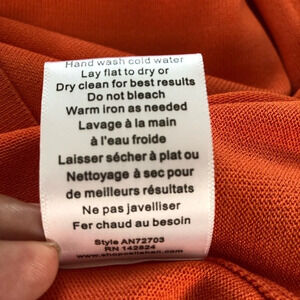 Hand wash cold water
Lay flat to dry or
Dry clean for best results
Do not bleach
Warm iron as needed
Lavage à la main
à l'eau froide
Laisser sécher à plat ou
Nettoyage à sec pour
de meilleurs résultats
Ne pas javelliser
Fer chaud au besoin
Style AN72703
RN 142824